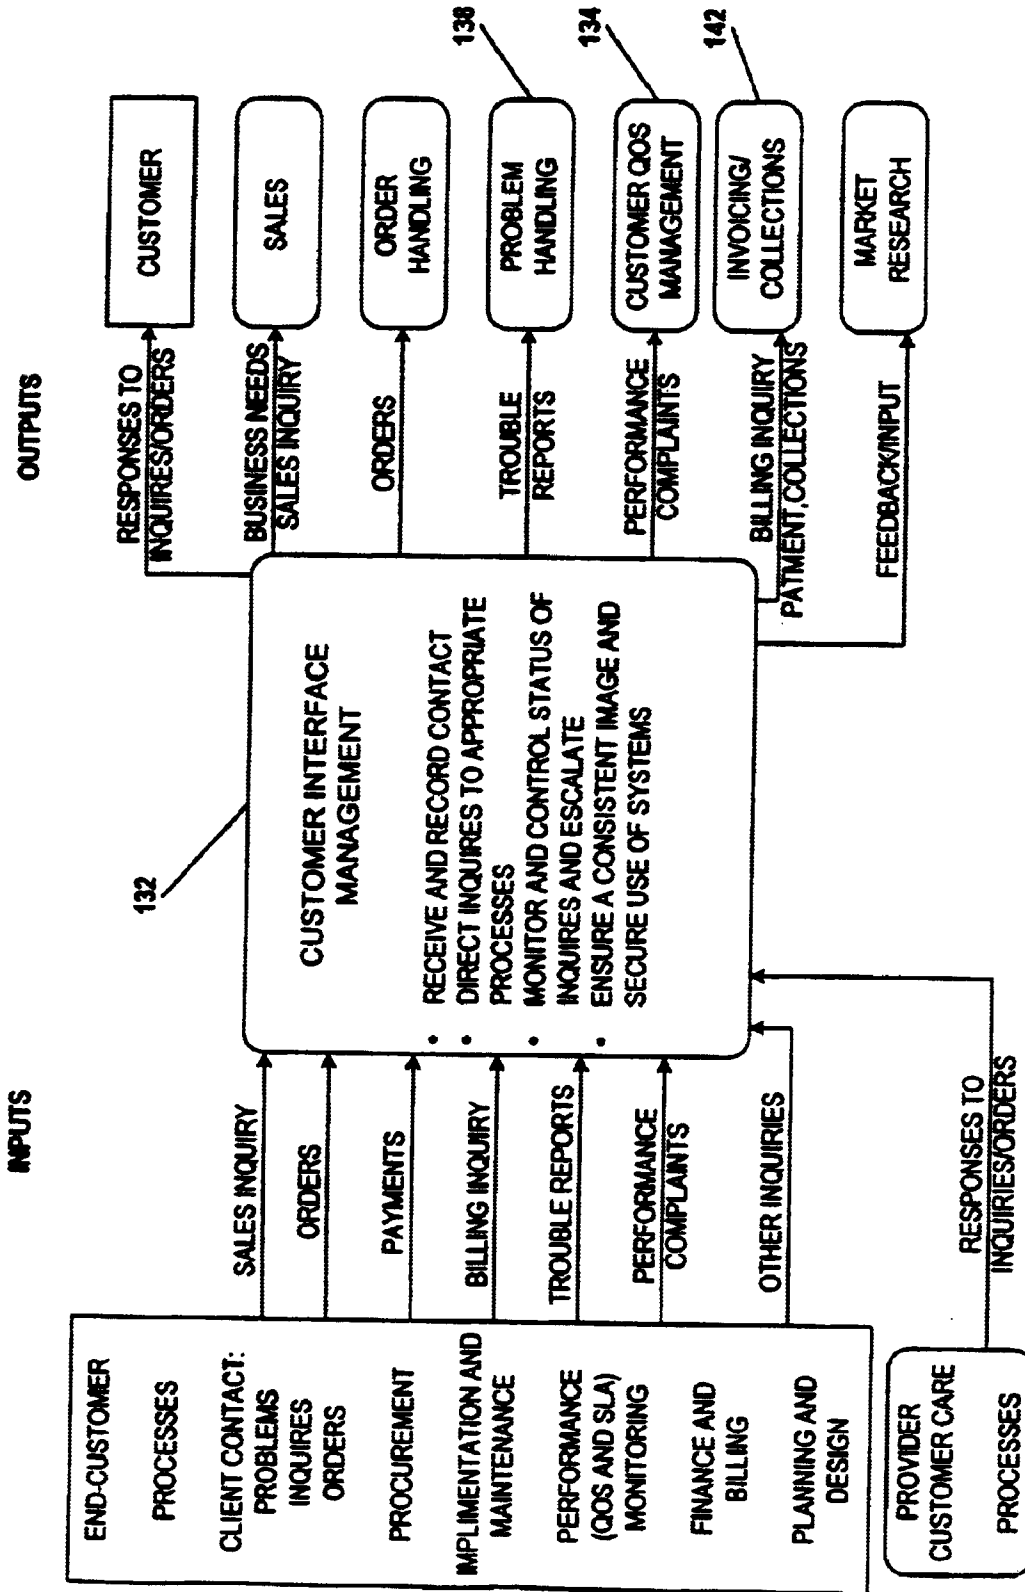 INPUTS
OUTPUTS
END-CUSTOMER
PROCESSES
CLIENT CONTACT:
PROBLEMS
INQUIRES
ORDERS
PROCUREMENT
IMPLIMENTATION AND
MAINTENANCE
PERFORMANCE
(QOS AND SLA)
MONITORING
FINANCE AND
BILLING
PLANNING AND
DESIGN
PROVIDER
CUSTOMER CARE
PROCESSES
SALES INQUIRY
ORDERS
PAYMENTS
BILLING INQUIRY
TROUBLE REPORTS
PERFORMANCE
COMPLAINTS
OTHER INQUIRIES
RESPONSES TO
INQUIRIES/ORDERS
132
CUSTOMER INTERFACE
MANAGEMENT
• RECEIVE AND RECORD CONTACT
• DIRECT INQUIRES TO APPROPRIATE
PROCESSES
• MONITOR AND CONTROL STATUS OF
INQUIRES AND ESCALATE
• ENSURE A CONSISTENT IMAGE AND
SECURE USE OF SYSTEMS
RESPONSES TO
INQUIRES/ORDERS
BUSINESS NEEDS
SALES INQUIRY
ORDERS
TROUBLE
REPORTS
PERFORMANCE
COMPLAINTS
BILLING INQUIRY
PATMENT,COLLECTIONS
FEEDBACK/INPUT
CUSTOMER
SALES
ORDER
HANDLING
PROBLEM
HANDLING
138
CUSTOMER QOS
MANAGEMENT
134
INVOICING/
COLLECTIONS
142
MARKET
RESEARCH